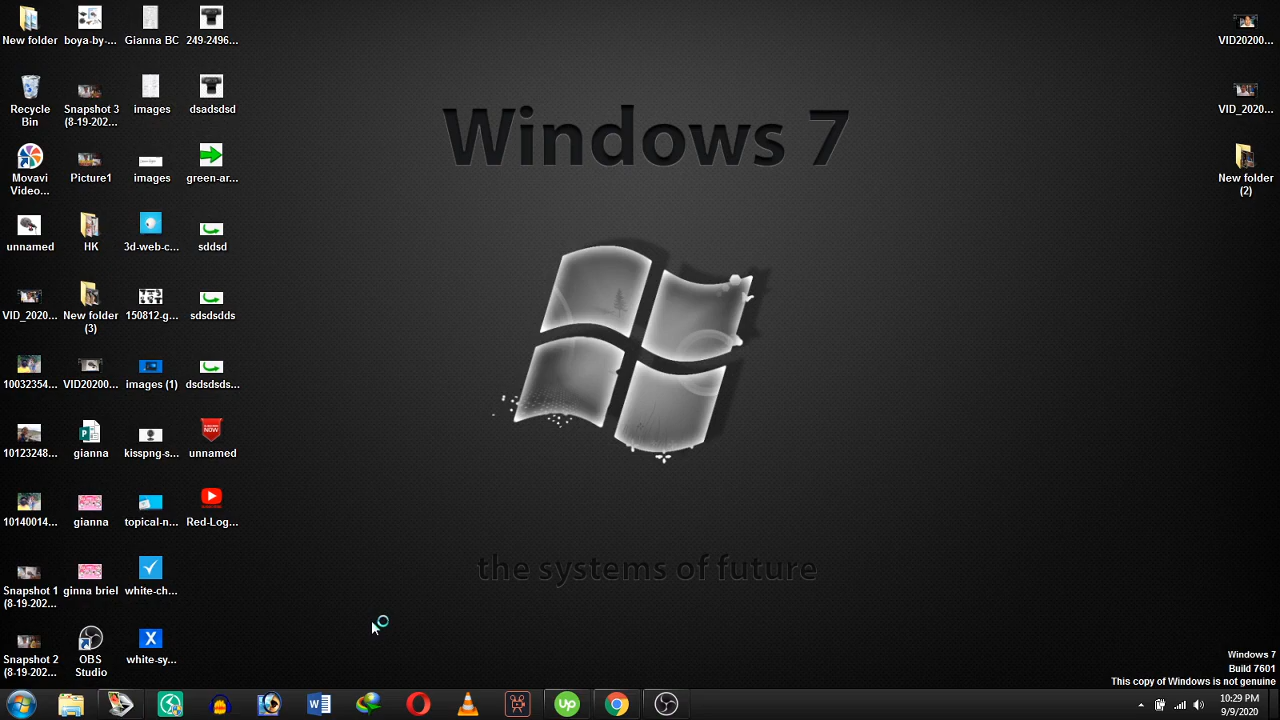 New folder
boya-by-...
Gianna BC
249-2496...
VID20200...
Recycle
Bin
Snapshot 3
(8-19-202...
images
dsadsdsd
VID_2020...
Windows 7
Movavi
Video...
Picture1
images
green-ar...
New folder
(2)
unnamed
HK
3d-web-c...
sddsd
VID_2020...
New folder
(3)
150812-g...
sdsdsdds
10032354...
VID20200...
images (1)
dsdsdsds...
10123248...
gianna
kisspng-s...
SUBSCRIBE
NOW
unnamed
10140014...
gianna
topical-n...
Red-Log...
the systems of future
Snapshot 1
(8-19-202...
ginna briel
white-ch...
Snapshot 2
(8-19-202...
OBS
Studio
X
white-sy...
Windows 7
Build 7601
This copy of Windows is not genuine
W
Up
10:29 PM
9/9/2020